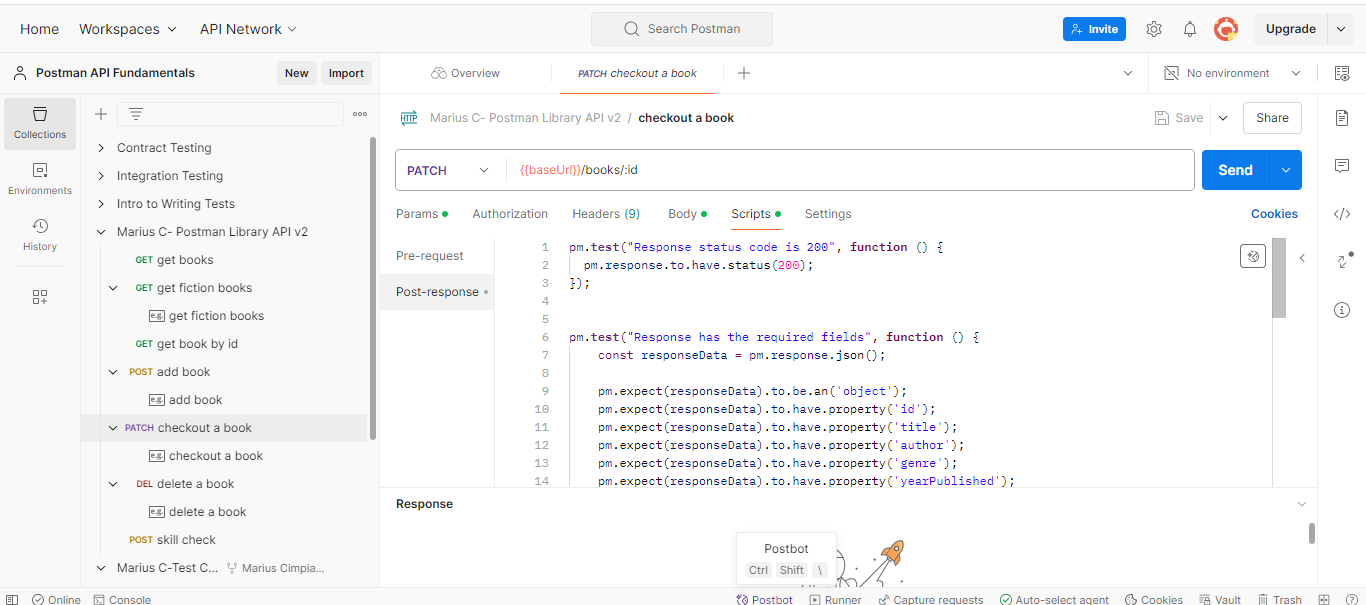 Home Workspaces API Network Search Postman Invite Upgrade
Postman API Fundamentals New Import Overview PATCH checkout a book No environment
Collections
Environments
History
Contract Testing
Integration Testing
Intro to Writing Tests
Marius C- Postman Library API v2
GET get books
GET get fiction books
e.g. get fiction books
GET get book by id
POST add book
e.g. add book
PATCH checkout a book
e.g. checkout a book
DEL delete a book
e.g. delete a book
POST skill check
Marius C-Test C... Marius Cimpia...
HTTP Marius C- Postman Library API v2 / checkout a book Save Share
PATCH {{baseUrl}}/books/:id Send
Params Authorization Headers (9) Body Scripts Settings Cookies
Pre-request
Post-response
1 pm.test("Response status code is 200", function () {
2 pm.response.to.have.status(200);
3 });
4
5
6 pm.test("Response has the required fields", function () {
7 const responseData = pm.response.json();
8
9 pm.expect(responseData).to.be.an('object');
10 pm.expect(responseData).to.have.property('id');
11 pm.expect(responseData).to.have.property('title');
12 pm.expect(responseData).to.have.property('author');
13 pm.expect(responseData).to.have.property('genre');
14 pm.expect(responseData).to.have.property('yearPublished');
Response
Postbot
Ctrl Shift \
Online Console Postbot Runner Capture requests Auto-select agent Cookies Vault Trash